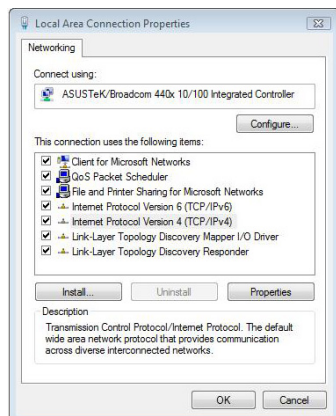 Local Area Connection Properties
Networking
Connect using:
ASUSTeK/Broadcom 440x 10/100 Integrated Controller
Configure...
This connection uses the following items:
Client for Microsoft Networks
QoS Packet Scheduler
File and Printer Sharing for Microsoft Networks
Internet Protocol Version 6 (TCP/IPv6)
Internet Protocol Version 4 (TCP/IPv4)
Link-Layer Topology Discovery Mapper I/O Driver
Link-Layer Topology Discovery Responder
Install... Uninstall Properties
Description
Transmission Control Protocol/Internet Protocol. The default
wide area network protocol that provides communication
across diverse interconnected networks.
OK Cancel